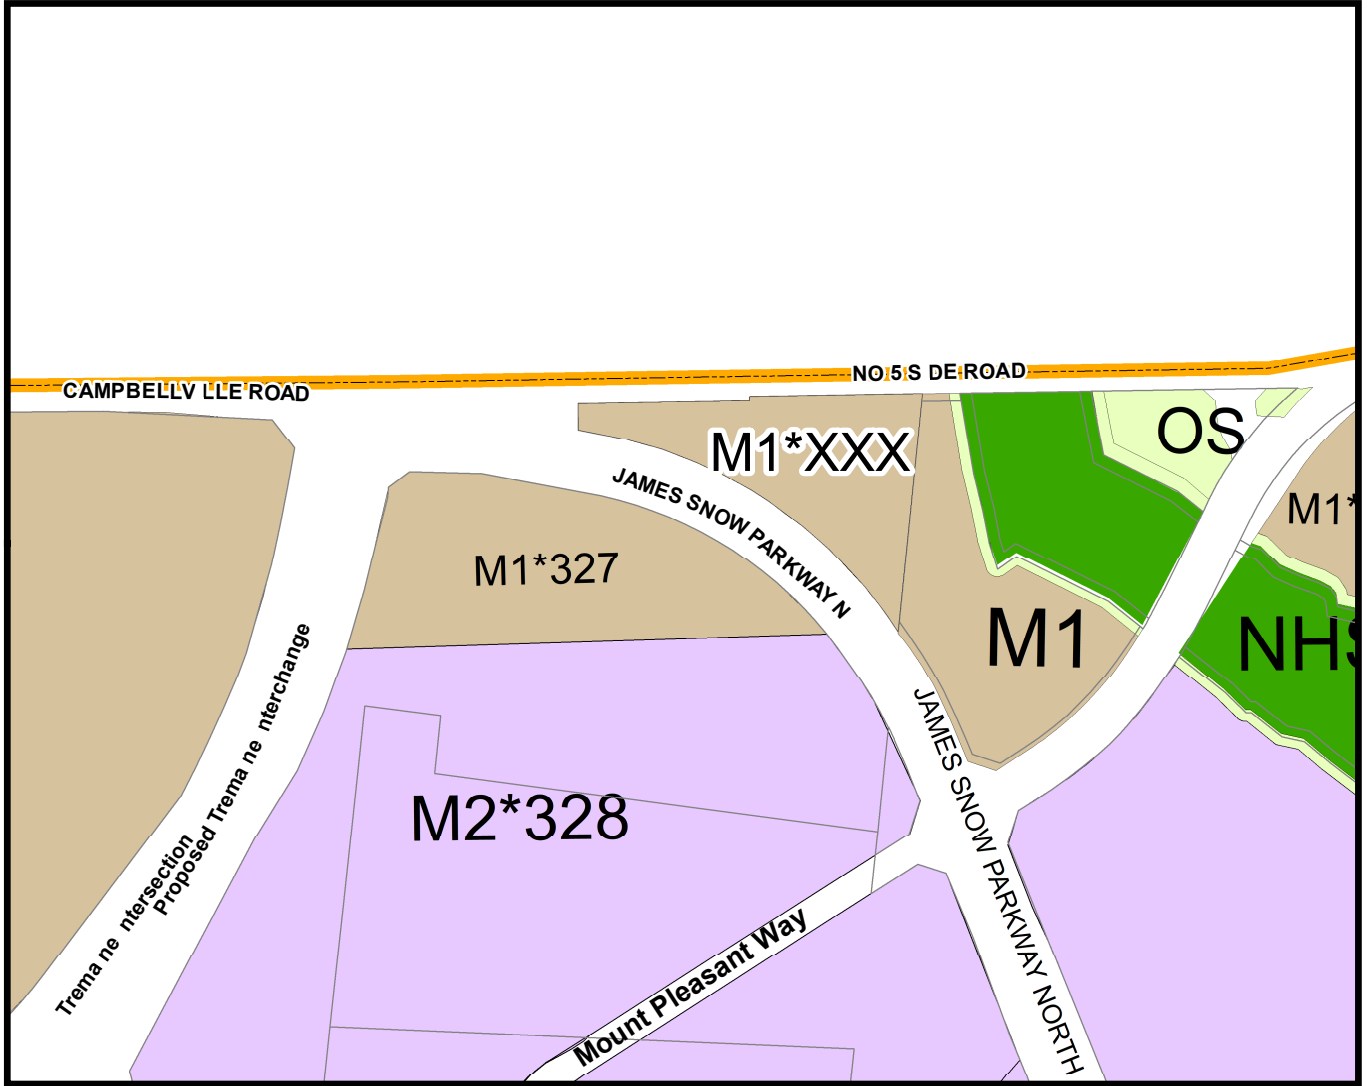 NO 5 S DE ROAD
CAMPBELLV LLE ROAD
OS
M1*XXX
JAMES SNOW PARKWAY N
M1*
M1*327
M1
NHS
Proposed Trema ne nterchange
Trema ne ntersection
M2*328
JAMES SNOW PARKWAY NORTH
Mount Pleasant Way